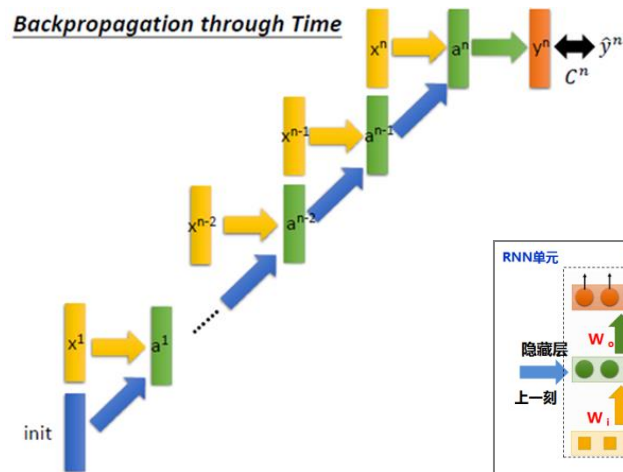 Backpropagation through Time
xⁿ
aⁿ
yⁿ
ŷⁿ
Cⁿ
xⁿ⁻¹
aⁿ⁻¹
xⁿ⁻²
aⁿ⁻²
......
x¹
a¹
init
RNN单元
W₀
隐藏层
上一刻
Wᵢ